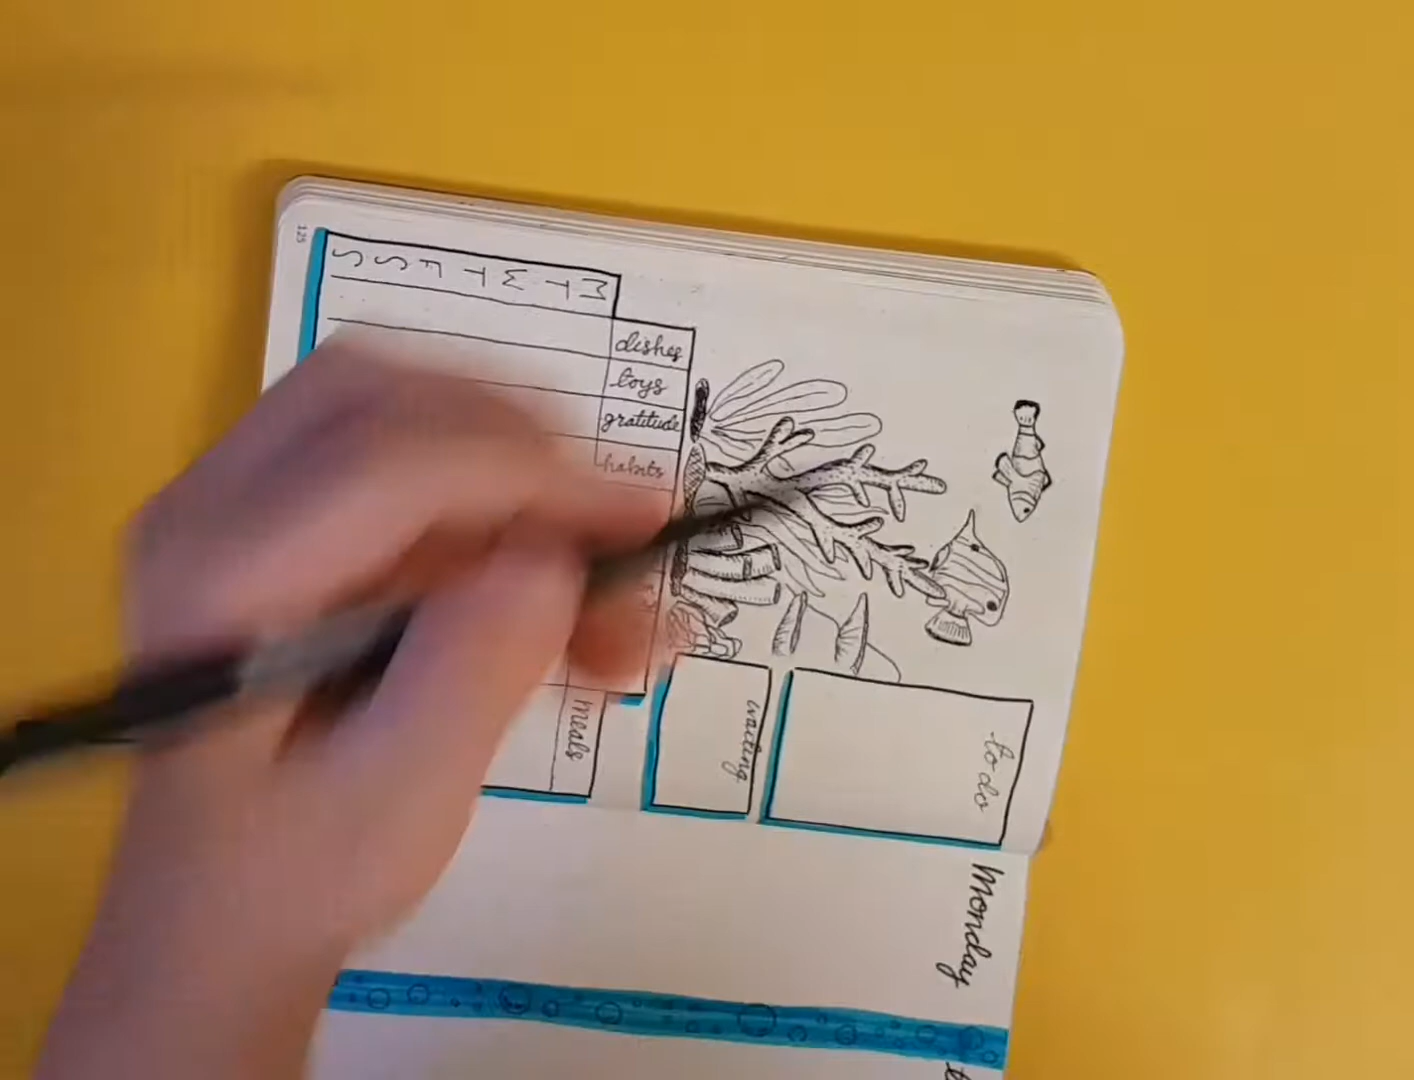 125
M T W T F S S
dishes
toys
gratitude
habits
meals
waiting
to do
Monday